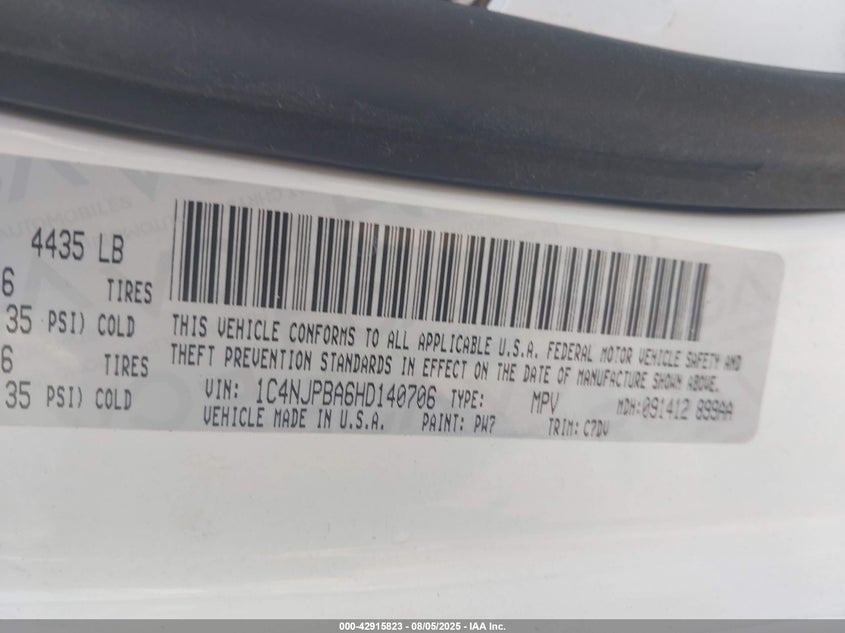 4435 LB
6 TIRES
35 PSI) COLD
6 TIRES
35 PSI) COLD
THIS VEHICLE CONFORMS TO ALL APPLICABLE U.S.A. FEDERAL MOTOR VEHICLE SAFETY AND
THEFT PREVENTION STANDARDS IN EFFECT ON THE DATE OF MANUFACTURE SHOWN ABOVE.
VIN: 1C4NJPBA6HD140706 TYPE: MPV MDH:091412 899AA
VEHICLE MADE IN U.S.A. PAINT: PW7 TRIM: C7DV
000-42915823 - 08/05/2025 - IAA Inc.